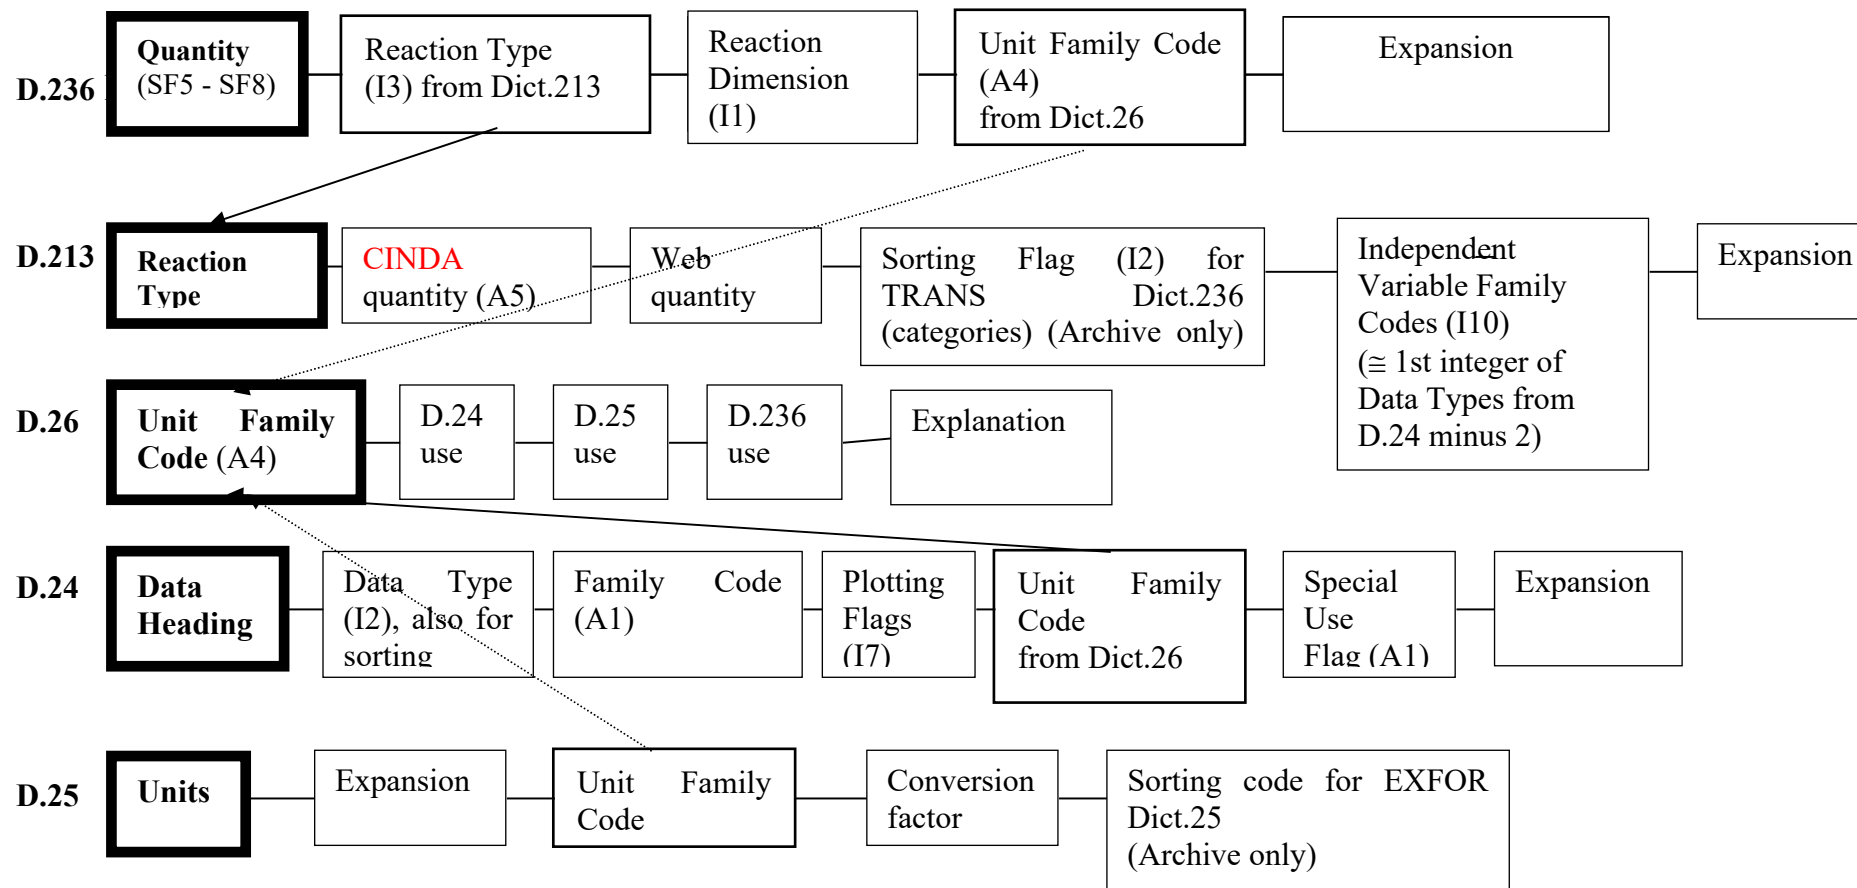 D.236
Quantity
(SF5 - SF8)
Reaction Type
(I3) from Dict.213
Reaction
Dimension
(I1)
Unit Family Code
(A4)
from Dict.26
Expansion
D.213
Reaction
Type
CINDA
quantity (A5)
Web
quantity
Sorting Flag (I2) for
TRANS Dict.236
(categories) (Archive only)
Independent
Variable Family
Codes (I10)
(≅ 1st integer of
Data Types from
D.24 minus 2)
Expansion
D.26
Unit Family
Code (A4)
D.24
use
D.25
use
D.236
use
Explanation
D.24
Data
Heading
Data Type
(I2), also for
sorting
Family Code
(A1)
Plotting
Flags
(I7)
Unit Family
Code
from Dict.26
Special
Use
Flag (A1)
Expansion
D.25
Units
Expansion
Unit Family
Code
Conversion
factor
Sorting code for EXFOR
Dict.25
(Archive only)